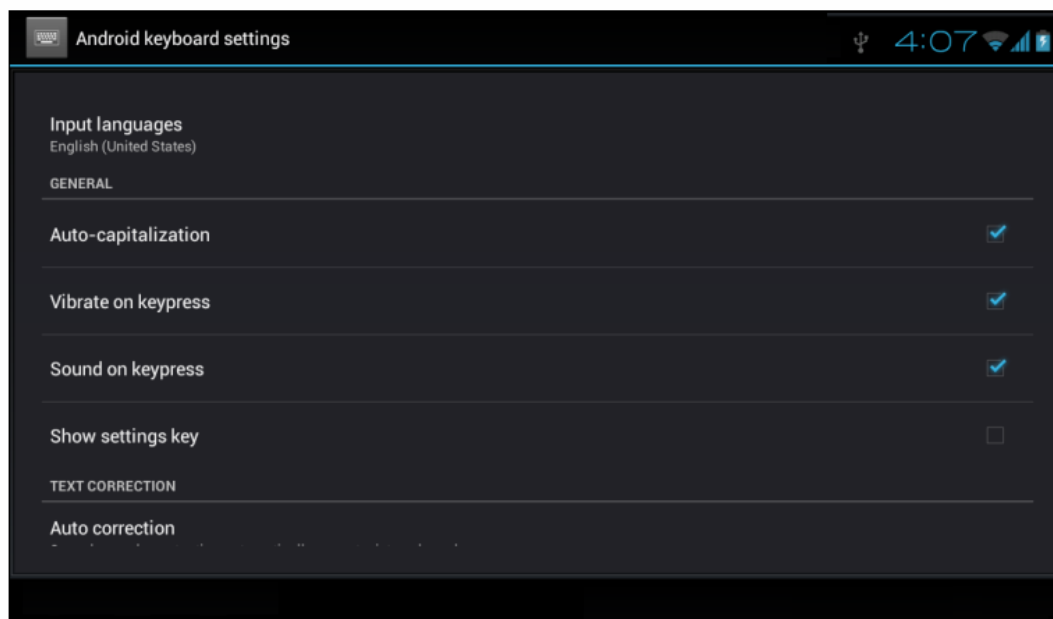 Android keyboard settings
4:07
Input languages
English (United States)
GENERAL
Auto-capitalization
Vibrate on keypress
Sound on keypress
Show settings key
TEXT CORRECTION
Auto correction